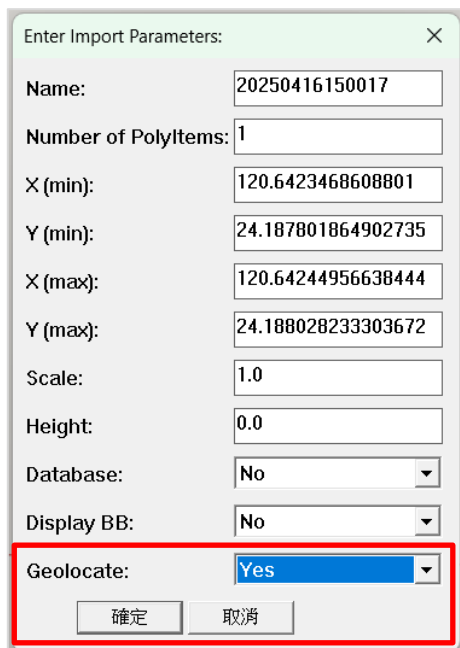 Enter Import Parameters:
Name: 20250416150017
Number of PolyItems: 1
X (min): 120.6423468608801
Y (min): 24.187801864902735
X (max): 120.64244956638444
Y (max): 24.188028233303672
Scale: 1.0
Height: 0.0
Database: No
Display BB: No
Geolocate: Yes
確定 取消